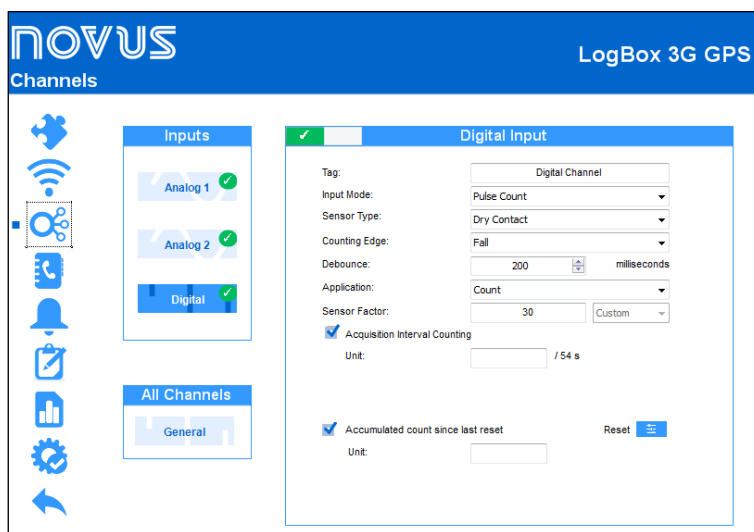 NOVUS
LogBox 3G GPS
Channels
Inputs
Analog 1
Analog 2
Digital
All Channels
General
Digital Input
Tag: Digital Channel
Input Mode: Pulse Count
Sensor Type: Dry Contact
Counting Edge: Fall
Debounce: 200 milliseconds
Application: Count
Sensor Factor: 30 Custom
Acquisition Interval Counting
Unit: / 54 s
Accumulated count since last reset Reset
Unit: